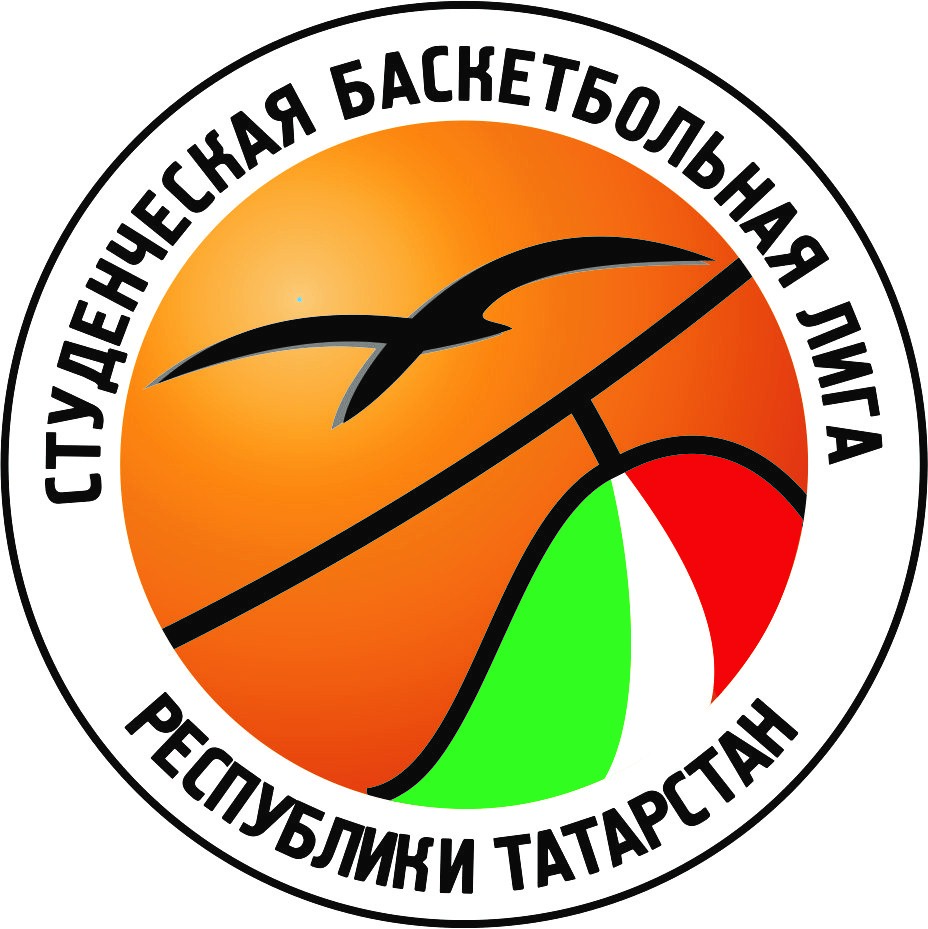 СТУДЕНЧЕСКАЯ БАСКЕТБОЛЬНАЯ ЛИГА
РЕСПУБЛИКИ ТАТАРСТАН